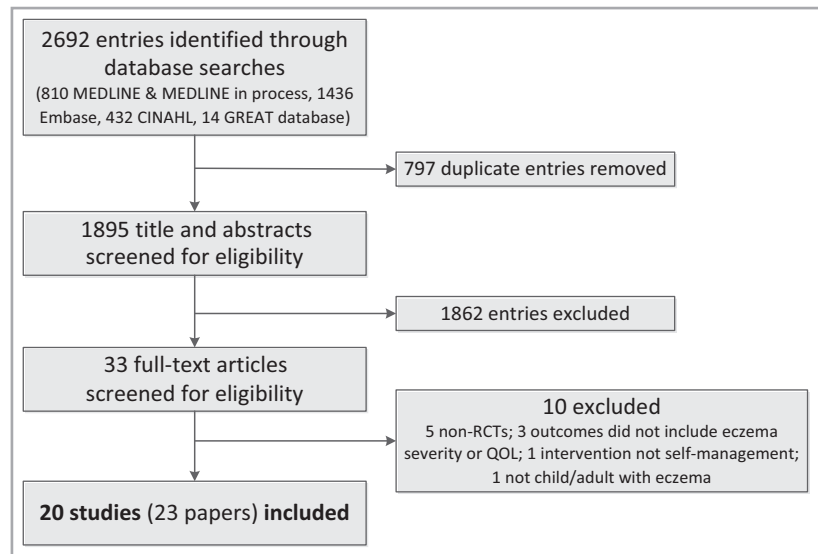 2692 entries identified through
database searches
(810 MEDLINE & MEDLINE in process, 1436
Embase, 432 CINAHL, 14 GREAT database)
797 duplicate entries removed
1895 title and abstracts
screened for eligibility
1862 entries excluded
33 full-text articles
screened for eligibility
10 excluded
5 non-RCTs; 3 outcomes did not include eczema
severity or QOL; 1 intervention not self-management;
1 not child/adult with eczema
20 studies (23 papers) included